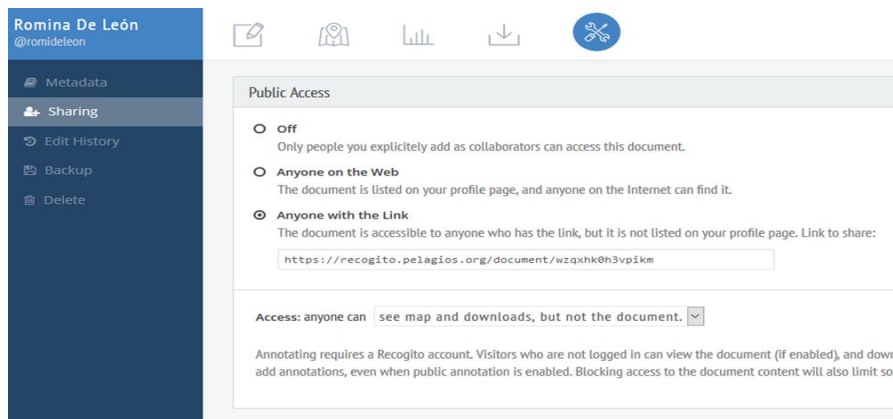 Romina De León
@romideleon
Metadata
Sharing
Edit History
Backup
Delete
Public Access
Off
Only people you explicitely add as collaborators can access this document.
Anyone on the Web
The document is listed on your profile page, and anyone on the Internet can find it.
Anyone with the Link
The document is accessible to anyone who has the link, but it is not listed on your profile page. Link to share:
https://recogito.pelagios.org/document/wzqxhk0h3vpikm
Access: anyone can see map and downloads, but not the document.
Annotating requires a Recogito account. Visitors who are not logged in can view the document (if enabled), and
add annotations, even when public annotation is enabled. Blocking access to the document content will also limit